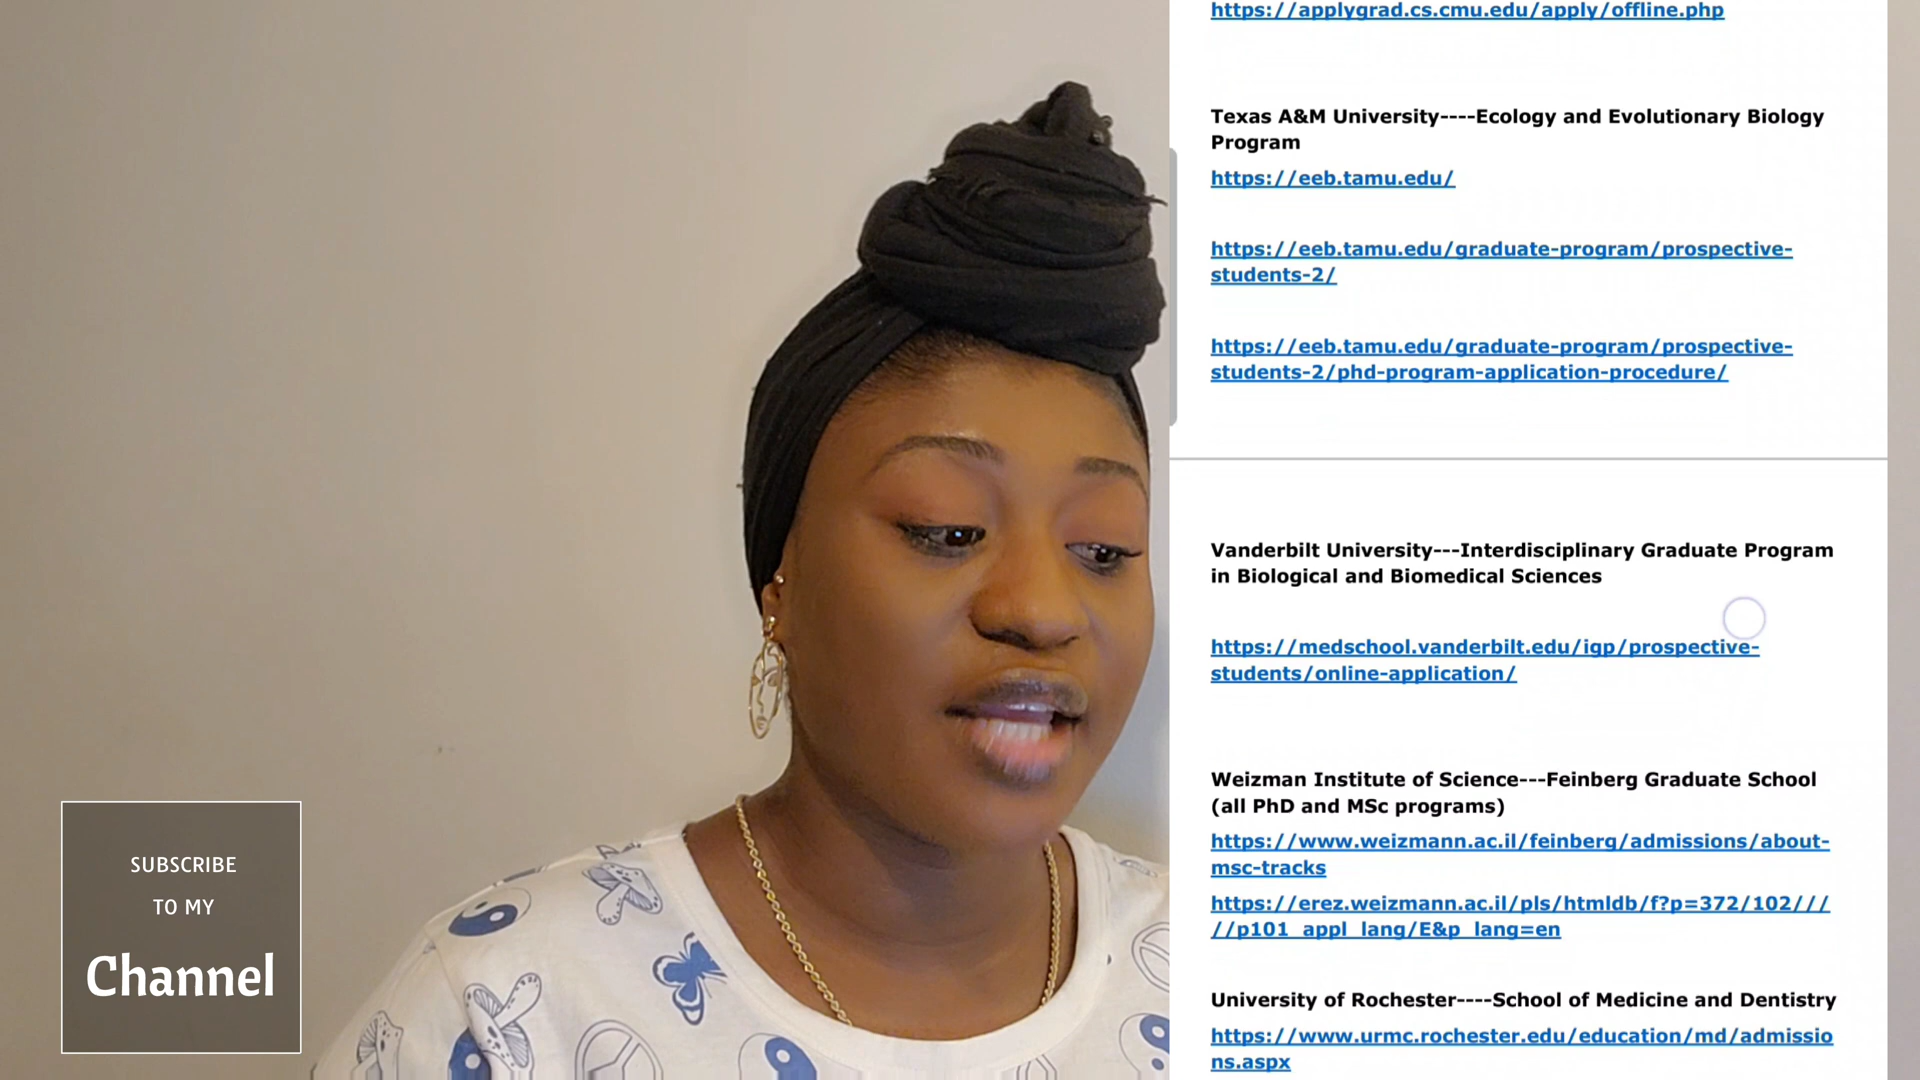 https://applygrad.cs.cmu.edu/apply/offline.php
Texas A&M University----Ecology and Evolutionary Biology
Program
https://eeb.tamu.edu/
https://eeb.tamu.edu/graduate-program/prospective-
students-2/
https://eeb.tamu.edu/graduate-program/prospective-
students-2/phd-program-application-procedure/
Vanderbilt University---Interdisciplinary Graduate Program
in Biological and Biomedical Sciences
https://medschool.vanderbilt.edu/igp/prospective-
students/online-application/
Weizman Institute of Science---Feinberg Graduate School
(all PhD and MSc programs)
https://www.weizmann.ac.il/feinberg/admissions/about-
msc-tracks
https://erez.weizmann.ac.il/pls/htmldb/f?p=372/102///
//p101_appl_lang/E&p_lang=en
University of Rochester----School of Medicine and Dentistry
https://www.urmc.rochester.edu/education/md/admissio
ns.aspx
SUBSCRIBE
TO MY
Channel